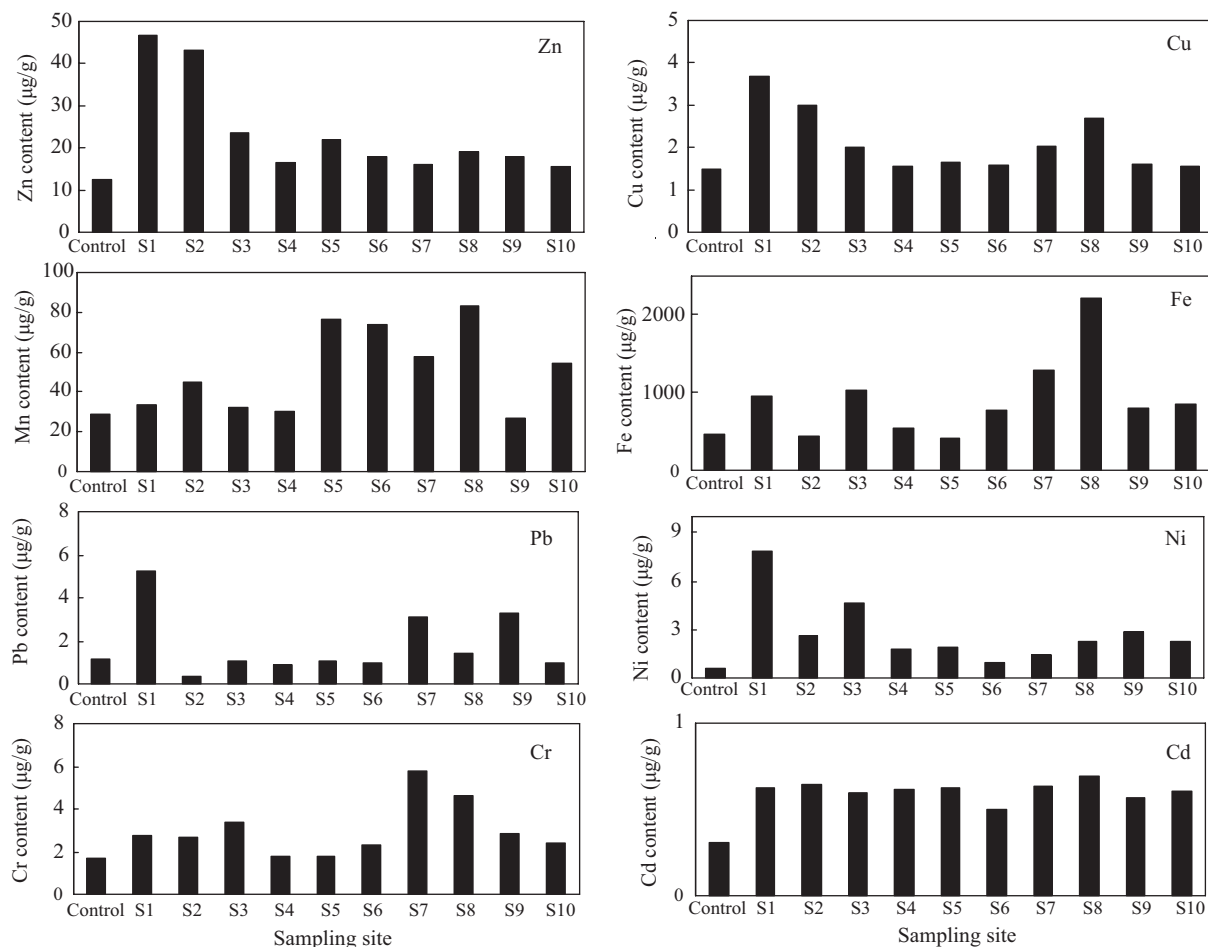 Zn
Zn content (μg/g)
50
40
30
20
10
0
Control S1 S2 S3 S4 S5 S6 S7 S8 S9 S10
Cu
Cu content (μg/g)
5
4
3
2
1
0
Control S1 S2 S3 S4 S5 S6 S7 S8 S9 S10
Mn content (μg/g)
100
80
60
40
20
0
Control S1 S2 S3 S4 S5 S6 S7 S8 S9 S10
Fe
Fe content (μg/g)
2000
1000
0
Control S1 S2 S3 S4 S5 S6 S7 S8 S9 S10
Pb
Pb content (μg/g)
8
6
4
2
0
Control S1 S2 S3 S4 S5 S6 S7 S8 S9 S10
Ni
Ni content (μg/g)
9
6
3
0
Control S1 S2 S3 S4 S5 S6 S7 S8 S9 S10
Cr
Cr content (μg/g)
8
6
4
2
0
Control S1 S2 S3 S4 S5 S6 S7 S8 S9 S10
Sampling site
Cd
Cd content (μg/g)
1
0
Control S1 S2 S3 S4 S5 S6 S7 S8 S9 S10
Sampling site